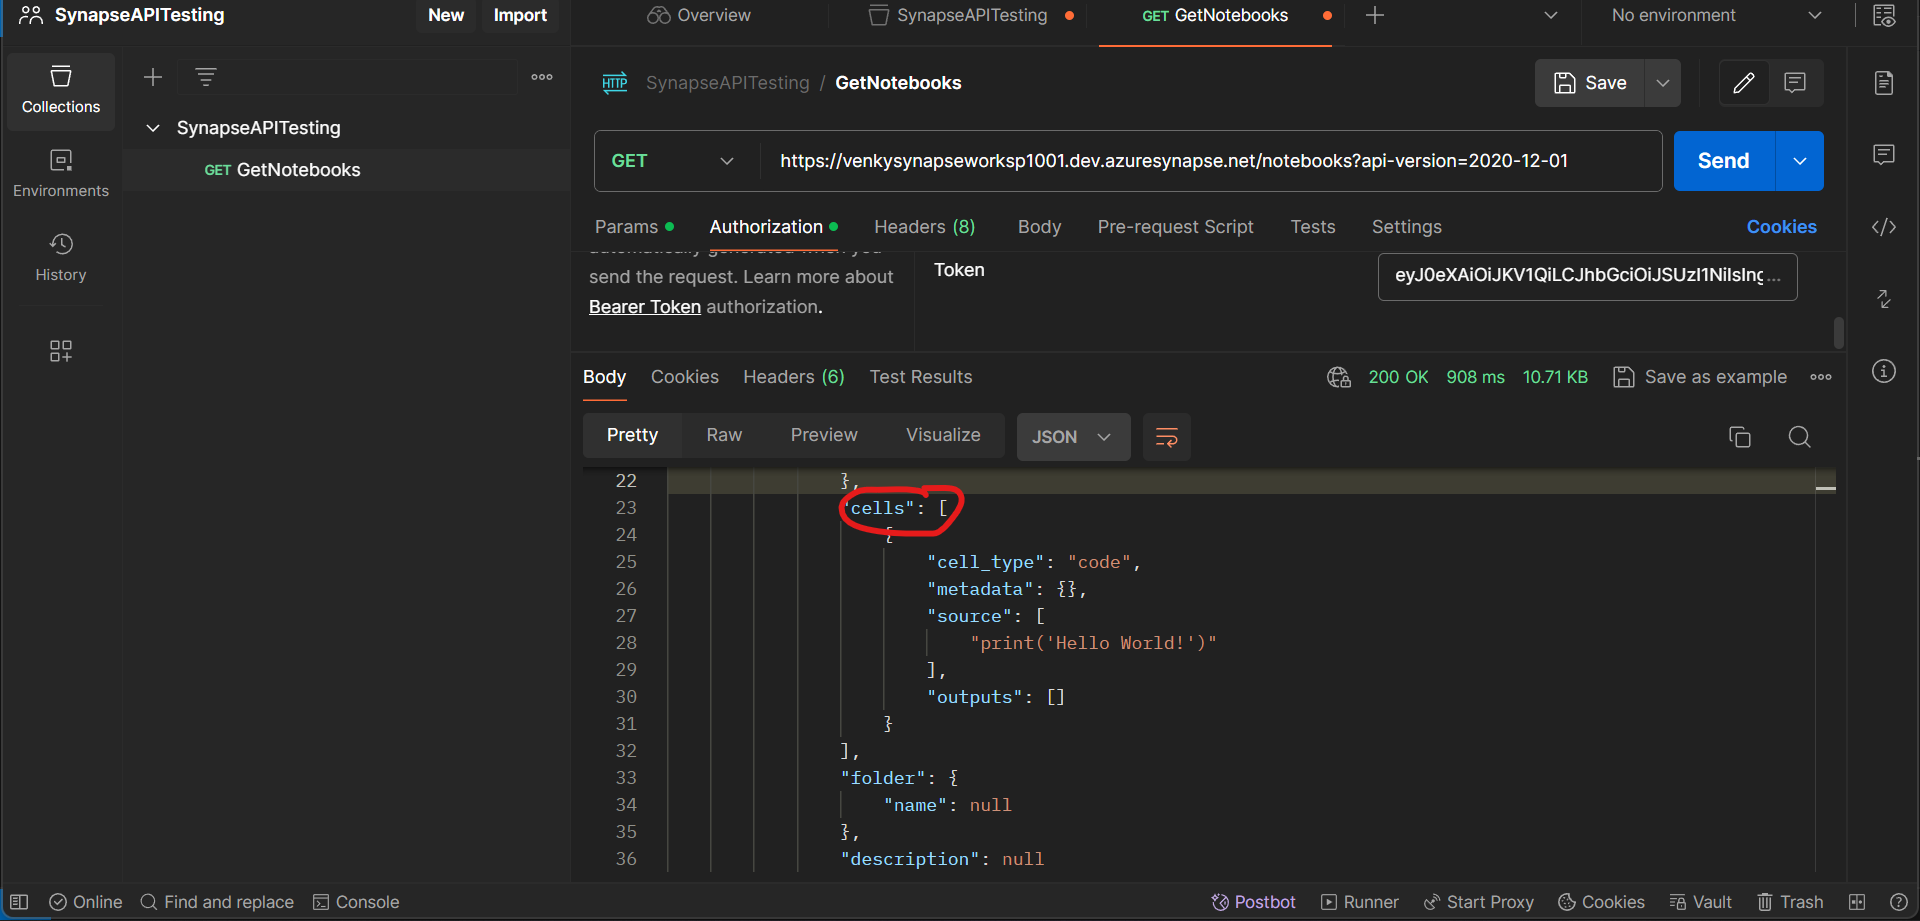 SynapseAPITesting
New
Import
Overview
SynapseAPITesting
GET GetNotebooks
No environment
Collections
Environments
History
SynapseAPITesting
GET GetNotebooks
HTTP
SynapseAPITesting / GetNotebooks
Save
GET
https://venkysynapseworksp1001.dev.azuresynapse.net/notebooks?api-version=2020-12-01
Send
Params
Authorization
Headers (8)
Body
Pre-request Script
Tests
Settings
Cookies
automatically generated when you
send the request. Learn more about
Bearer Token authorization.
Token
eyJ0eXAiOiJKV1QiLCJhbGciOiJSUzI1NiIsIng...
Body
Cookies
Headers (6)
Test Results
200 OK
908 ms
10.71 KB
Save as example
Pretty
Raw
Preview
Visualize
JSON
22 },
23 "cells": [
24 {
25 "cell_type": "code",
26 "metadata": {},
27 "source": [
28 "print('Hello World!')"
29 ],
30 "outputs": []
31 }
32 ],
33 "folder": {
34 "name": null
35 },
36 "description": null
Online
Find and replace
Console
Postbot
Runner
Start Proxy
Cookies
Vault
Trash